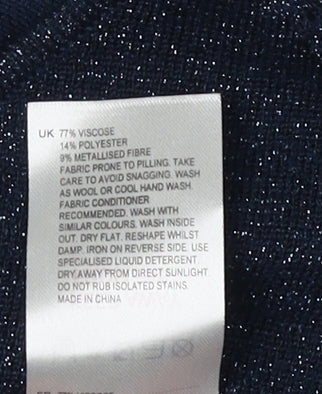 UK 77% VISCOSE
14% POLYESTER
9% METALLISED FIBRE
FABRIC PRONE TO PILLING. TAKE
CARE TO AVOID SNAGGING. WASH
AS WOOL OR COOL HAND WASH.
FABRIC CONDITIONER
RECOMMENDED. WASH WITH
SIMILAR COLOURS. WASH INSIDE
OUT. DRY FLAT. RESHAPE WHILST
DAMP. IRON ON REVERSE SIDE. USE
SPECIALISED LIQUID DETERGENT.
DRY AWAY FROM DIRECT SUNLIGHT.
DO NOT RUB ISOLATED STAINS.
MADE IN CHINA